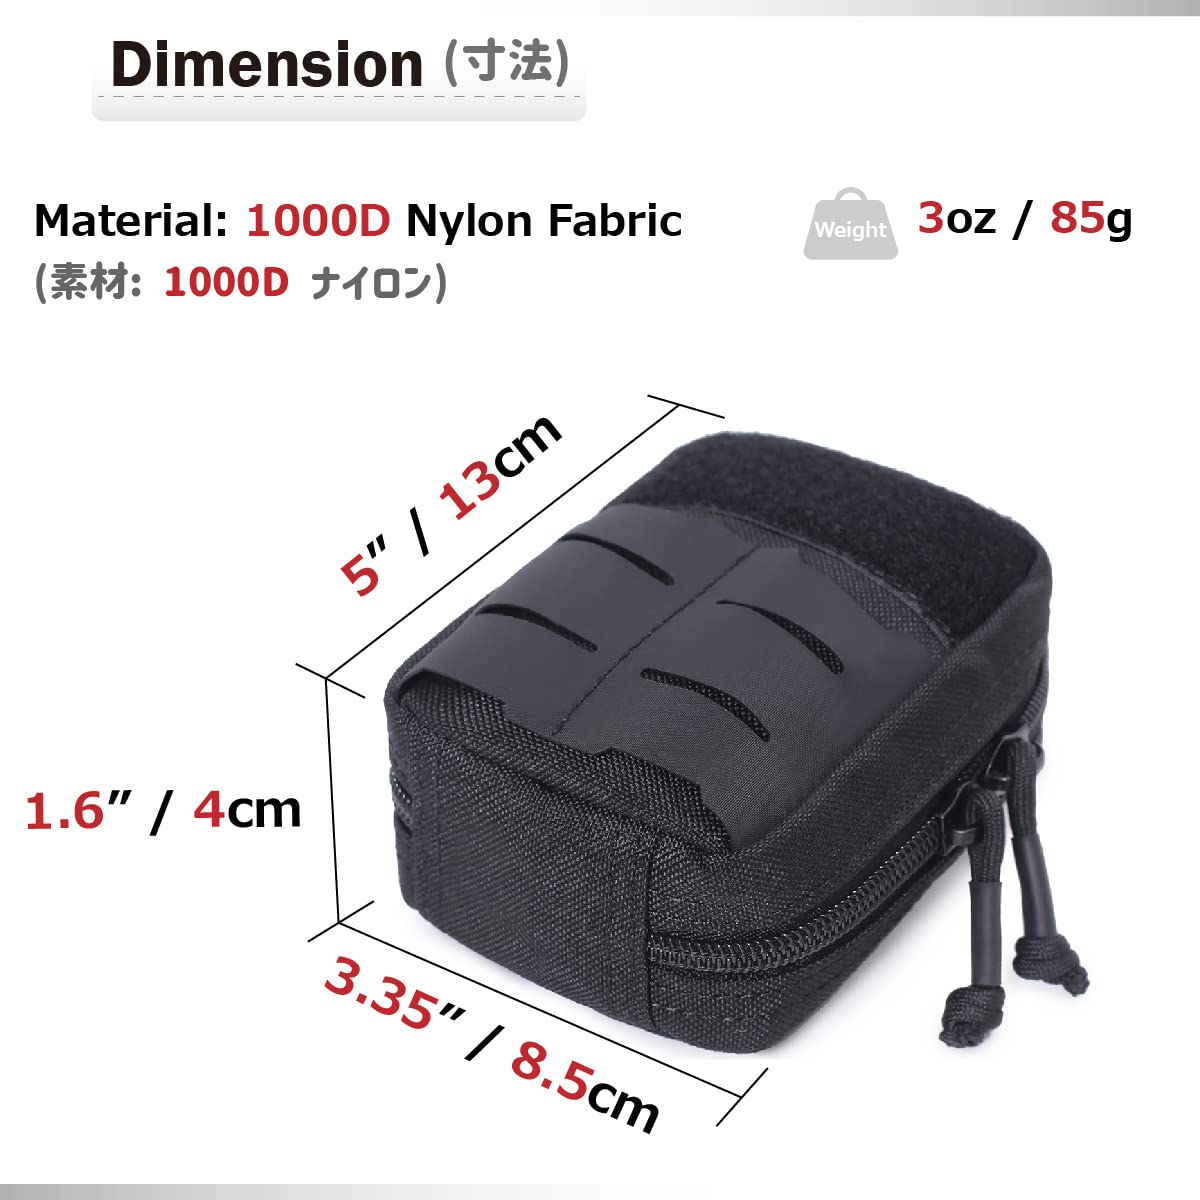 Dimension (寸法)
Material: 1000D Nylon Fabric
(素材: 1000D ナイロン)
Weight
3oz / 85g
5” / 13cm
1.6” / 4cm
3.35” / 8.5cm